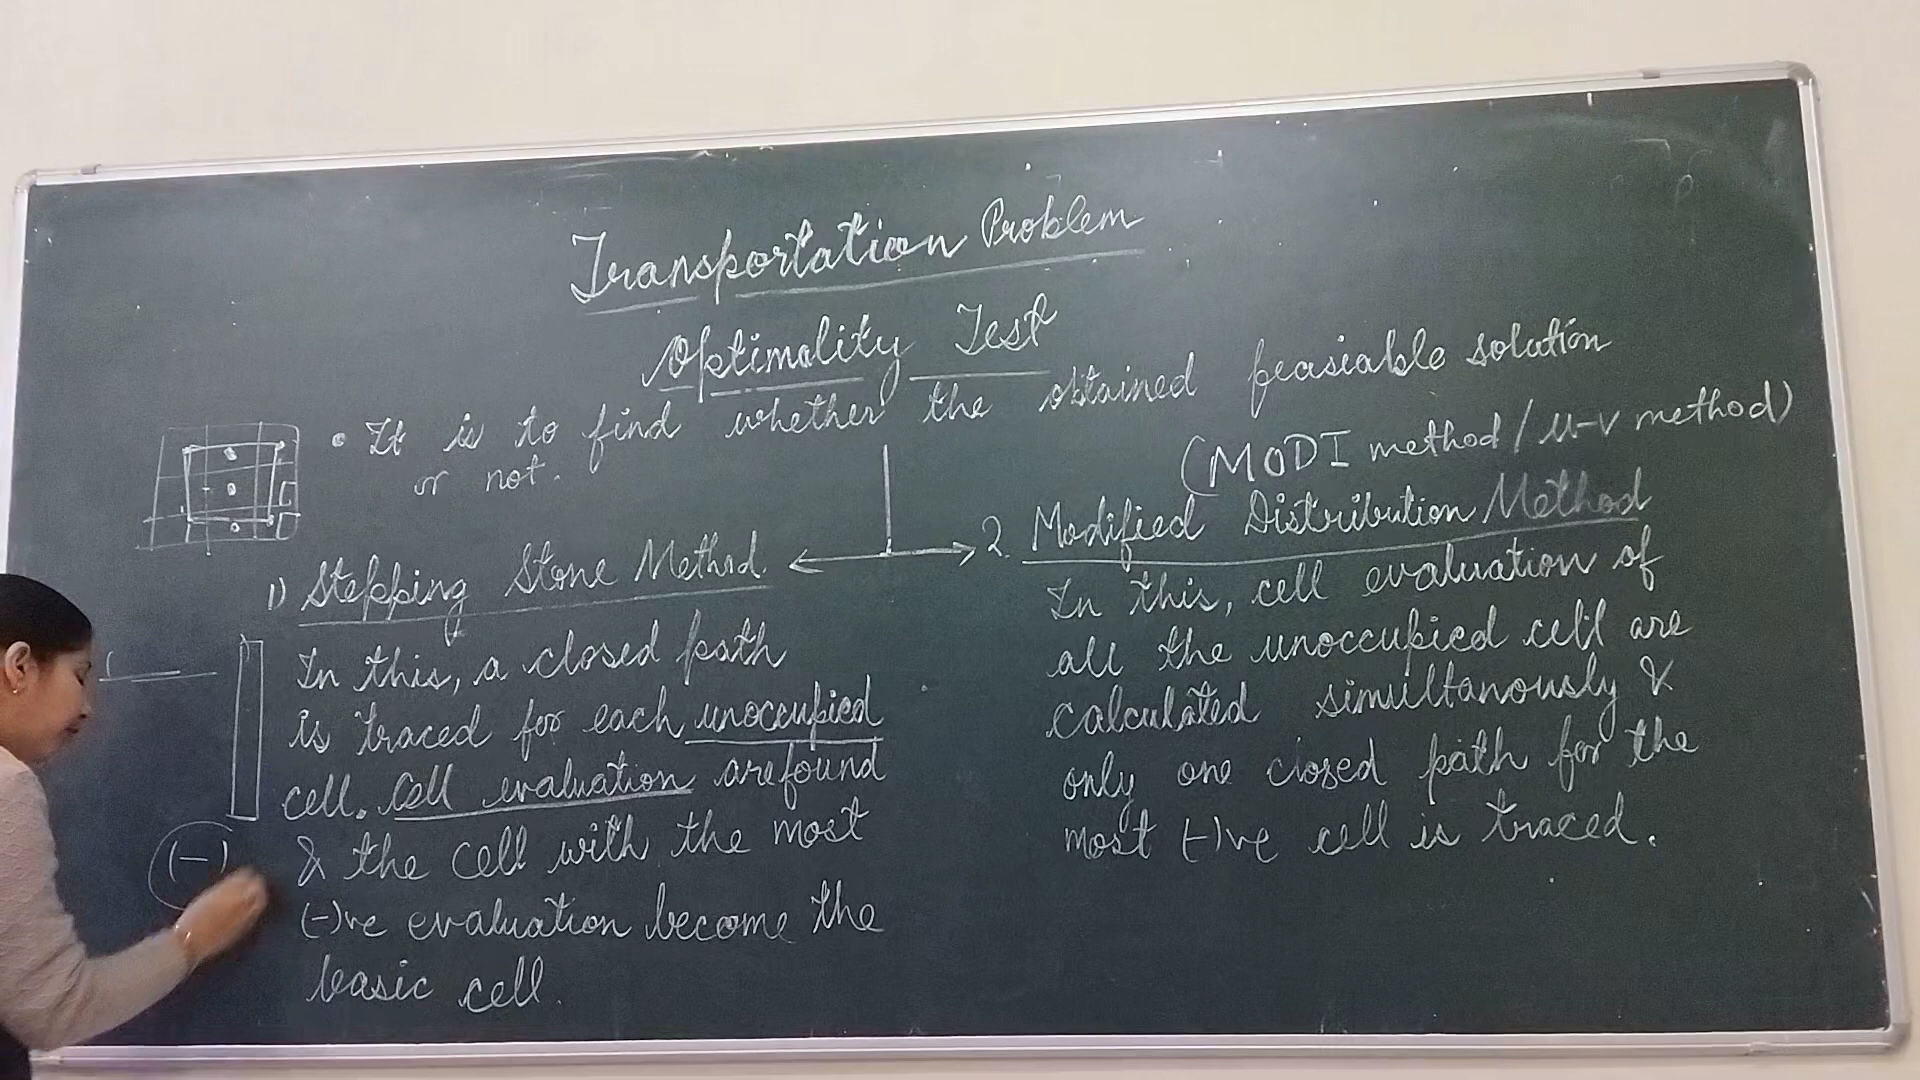 Transportation Problem
Optimality Test
• It is to find whether the obtained feasiable solution
or not.
1) Stepping Stone Method.
In this, a closed path
is traced for each unoccupied
cell. Cell evaluation are found
& the cell with the most
(-)ve evaluation become the
basic cell.
(-)
(MODI method / u-v method)
2. Modified Distribution Method
In this, cell evaluation of
all the unoccupied cell are
calculated simultanously &
only one closed path for the
most (-)ve cell is traced.